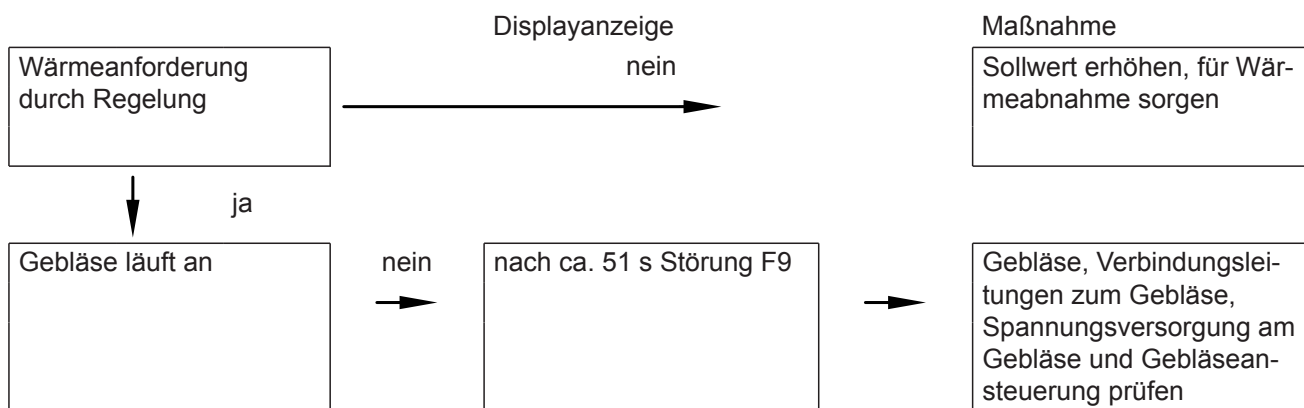 Displayanzeige
Maßnahme
Wärmeanforderung
durch Regelung
nein
Sollwert erhöhen, für Wär-
meabnahme sorgen
ja
Gebläse läuft an
nein
nach ca. 51 s Störung F9
Gebläse, Verbindungslei-
tungen zum Gebläse,
Spannungsversorgung am
Gebläse und Gebläsean-
steuerung prüfen